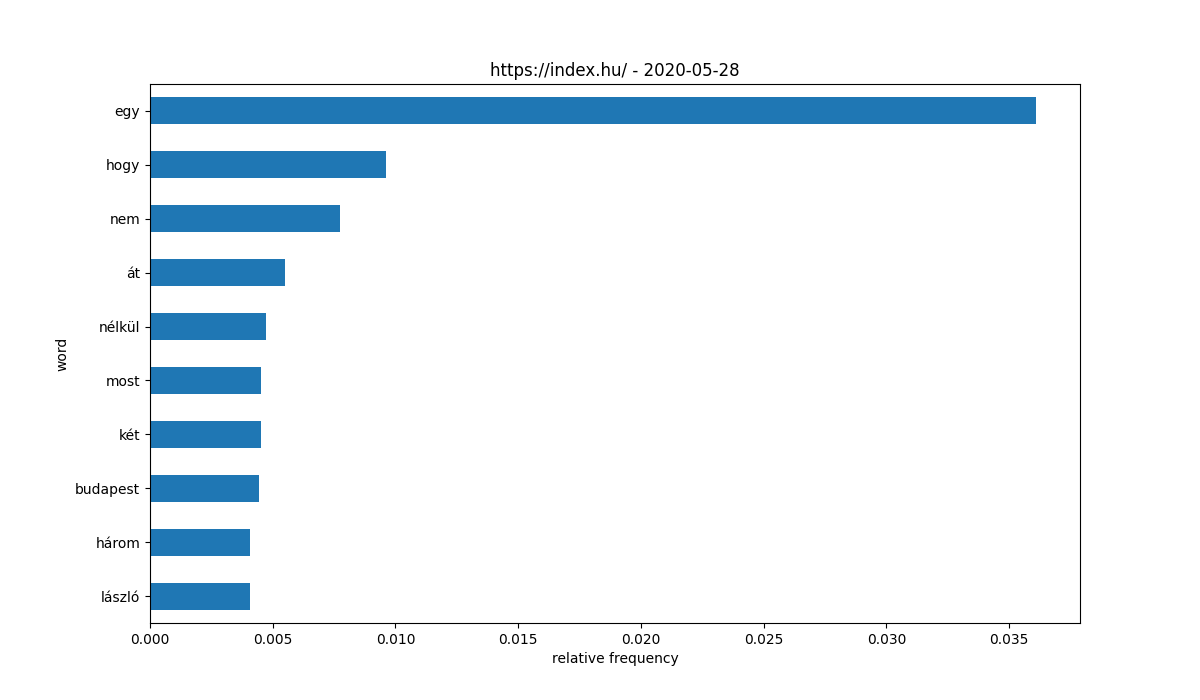 https://index.hu/ - 2020-05-28
egy
hogy
nem
át
nélkül
most
két
budapest
három
lászló
word
0.000 0.005 0.010 0.015 0.020 0.025 0.030 0.035
relative frequency